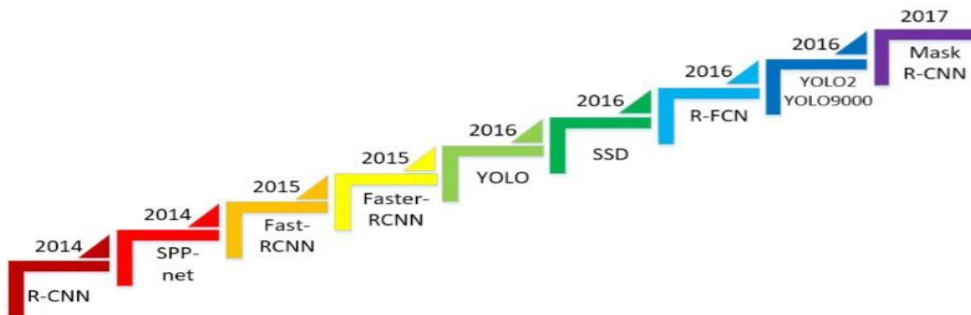 2014
R-CNN
2014
SPP-
net
2015
Fast-
RCNN
2015
Faster-
RCNN
2016
YOLO
2016
SSD
2016
R-FCN
2016
YOLO2
YOLO9000
2017
Mask
R-CNN